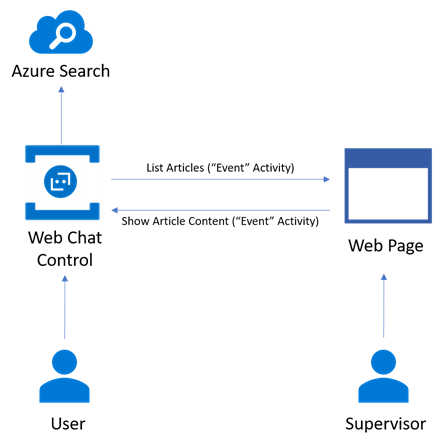 Azure Search
List Articles (“Event” Activity)
Show Article Content (“Event” Activity)
Web Chat
Control
Web Page
User
Supervisor